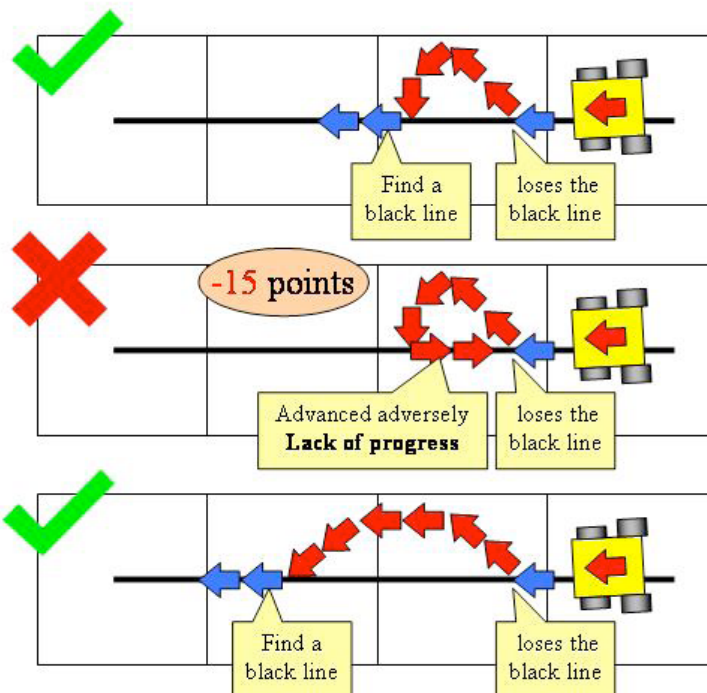 Find a
black line
loses the
black line
-15 points
Advanced adversely
Lack of progress
loses the
black line
Find a
black line
loses the
black line